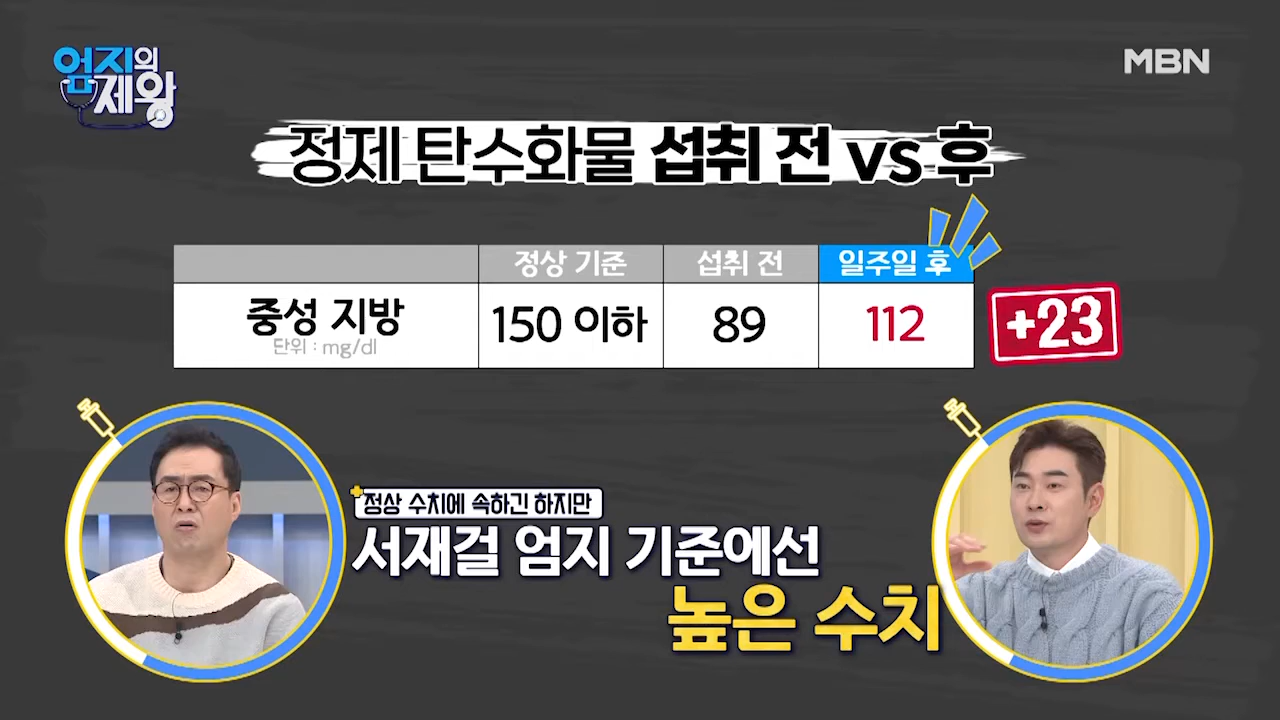 엄지의
제왕
MBN
정제 탄수화물 섭취 전 vs 후
정상 기준 섭취 전 일주일 후
중성 지방 150 이하 89 112 +23
단위 : mg/dl
정상 수치에 속하긴 하지만
서재걸 엄지 기준에선
높은 수치